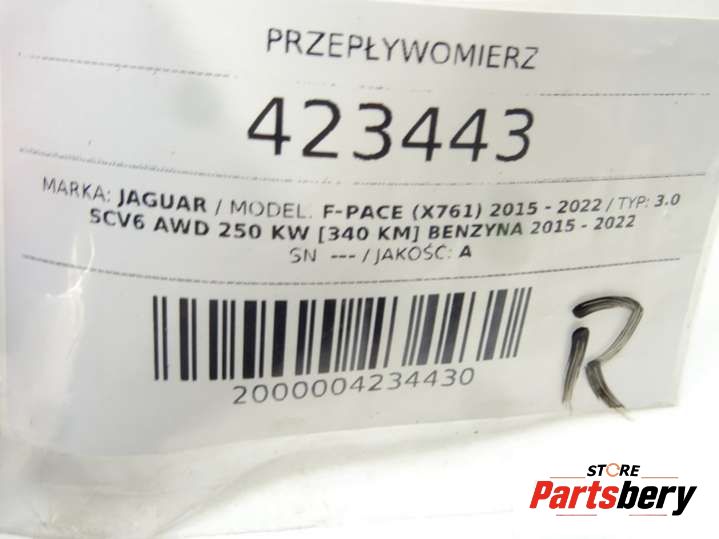 PRZEPŁYWOMIERZ
423443
MARKA: JAGUAR / MODEL: F-PACE (X761) 2015 - 2022 / TYP: 3.0
SCV6 AWD 250 KW [340 KM] BENZYNA 2015 - 2022
SN --- / JAKOŚĆ: A
2000004234430
R
STORE
Partsbery